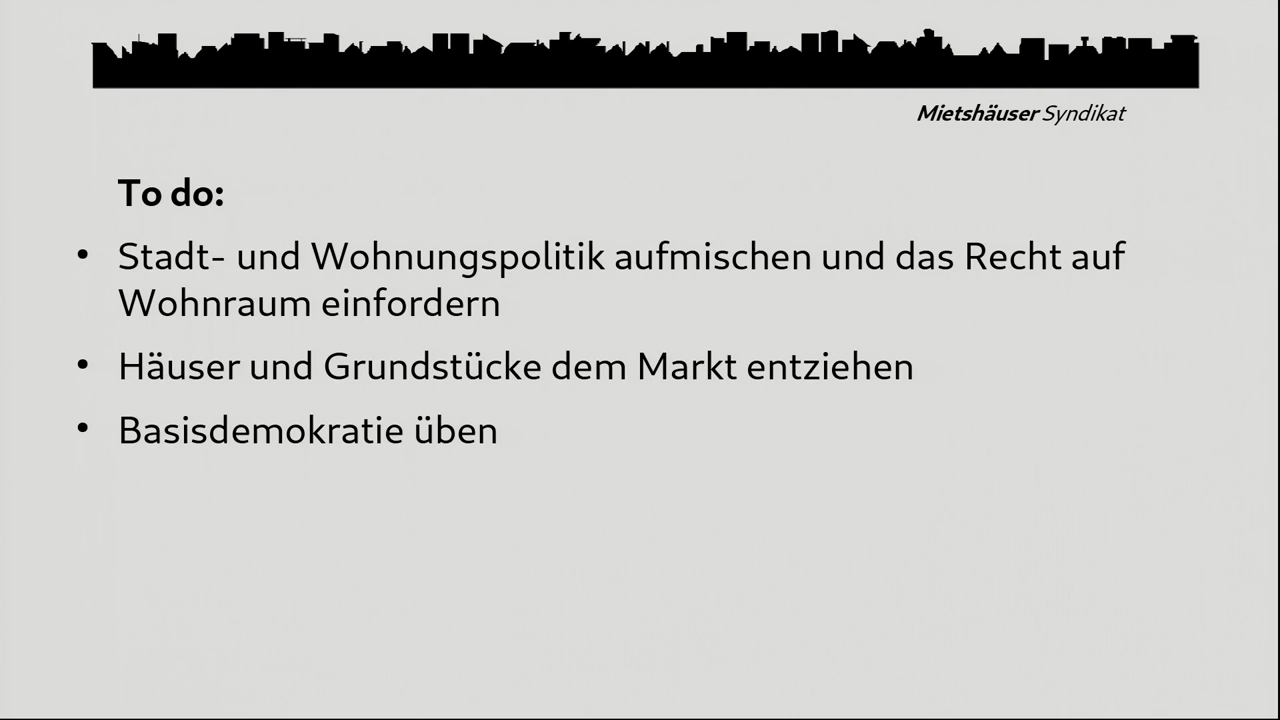 Mietshäuser Syndikat
To do:
• Stadt- und Wohnungspolitik aufmischen und das Recht auf
Wohnraum einfordern
• Häuser und Grundstücke dem Markt entziehen
• Basisdemokratie üben